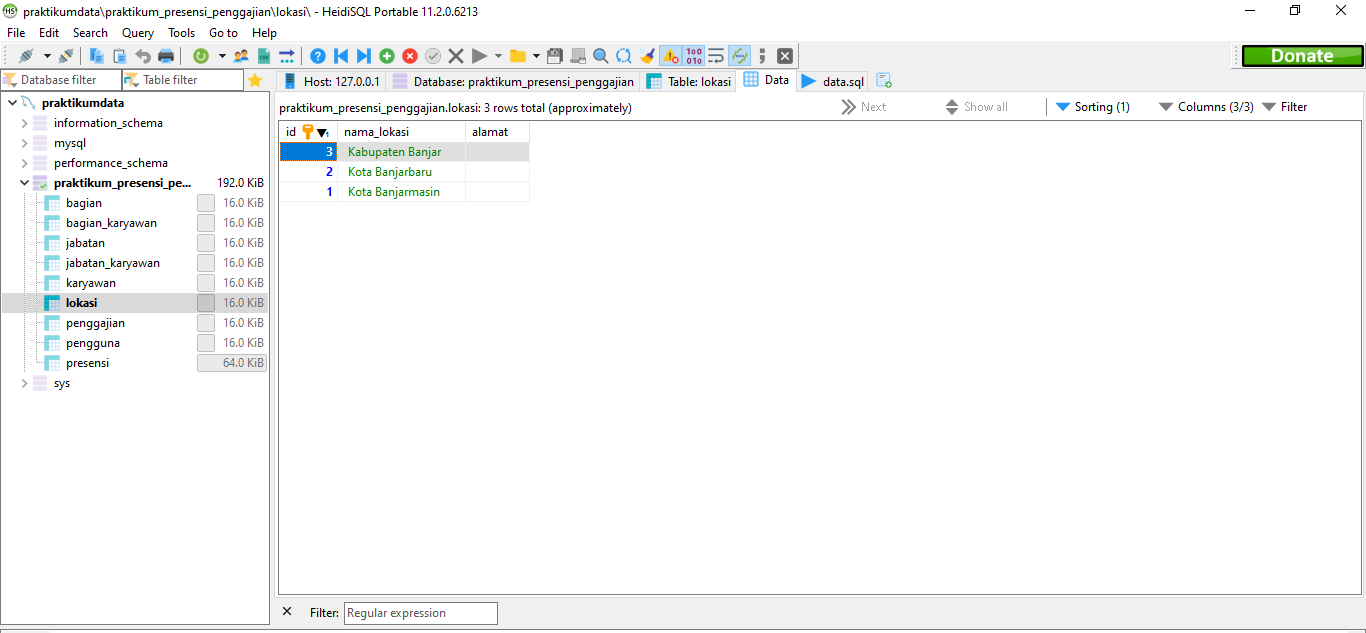 praktikumdata\praktikum_presensi_penggajian\lokasi\ - HeidiSQL Portable 11.2.0.6213
File Edit Search Query Tools Go to Help
Donate
Database filter Table filter
Host: 127.0.0.1 Database: praktikum_presensi_penggajian Table: lokasi Data data.sql
praktikumdata
information_schema
mysql
performance_schema
praktikum_presensi_pe... 192.0 KiB
bagian 16.0 KiB
bagian_karyawan 16.0 KiB
jabatan 16.0 KiB
jabatan_karyawan 16.0 KiB
karyawan 16.0 KiB
lokasi 16.0 KiB
penggajian 16.0 KiB
pengguna 16.0 KiB
presensi 64.0 KiB
sys
praktikum_presensi_penggajian.lokasi: 3 rows total (approximately) Next Show all Sorting (1) Columns (3/3) Filter
id 1 nama_lokasi alamat
3 Kabupaten Banjar
2 Kota Banjarbaru
1 Kota Banjarmasin
Filter: Regular expression